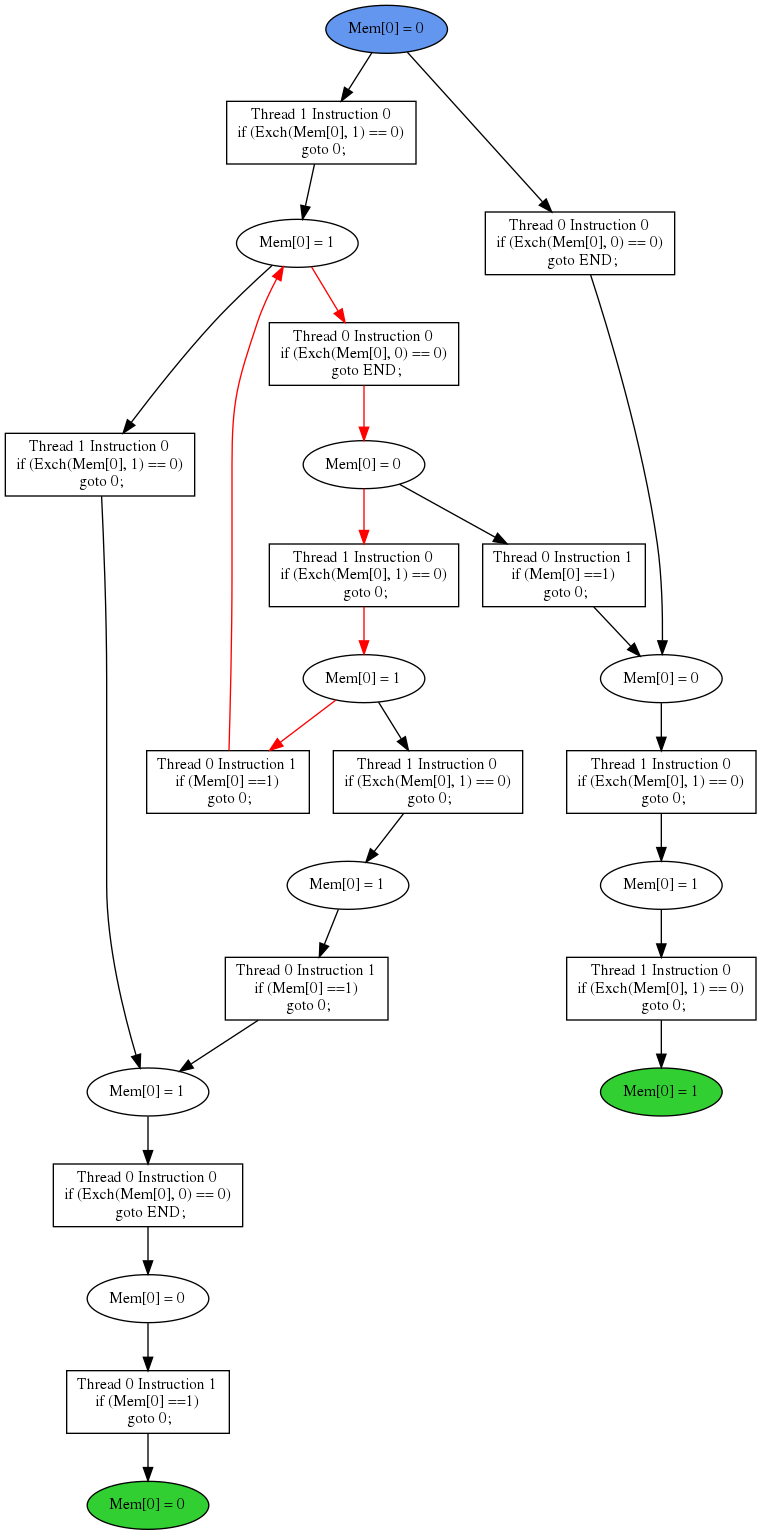 Mem[0] = 0
Thread 1 Instruction 0
if (Exch(Mem[0], 1) == 0)
goto 0;
Mem[0] = 1
Thread 0 Instruction 0
if (Exch(Mem[0], 0) == 0)
goto END;
Thread 0 Instruction 0
if (Exch(Mem[0], 0) == 0)
goto END;
Thread 1 Instruction 0
if (Exch(Mem[0], 1) == 0)
goto 0;
Mem[0] = 0
Thread 1 Instruction 0
if (Exch(Mem[0], 1) == 0)
goto 0;
Thread 0 Instruction 1
if (Mem[0] ==1)
goto 0;
Mem[0] = 1
Mem[0] = 0
Thread 0 Instruction 1
if (Mem[0] ==1)
goto 0;
Thread 1 Instruction 0
if (Exch(Mem[0], 1) == 0)
goto 0;
Thread 1 Instruction 0
if (Exch(Mem[0], 1) == 0)
goto 0;
Mem[0] = 1
Mem[0] = 1
Thread 0 Instruction 1
if (Mem[0] ==1)
goto 0;
Thread 1 Instruction 0
if (Exch(Mem[0], 1) == 0)
goto 0;
Mem[0] = 1
Mem[0] = 1
Thread 0 Instruction 0
if (Exch(Mem[0], 0) == 0)
goto END;
Mem[0] = 0
Thread 0 Instruction 1
if (Mem[0] ==1)
goto 0;
Mem[0] = 0